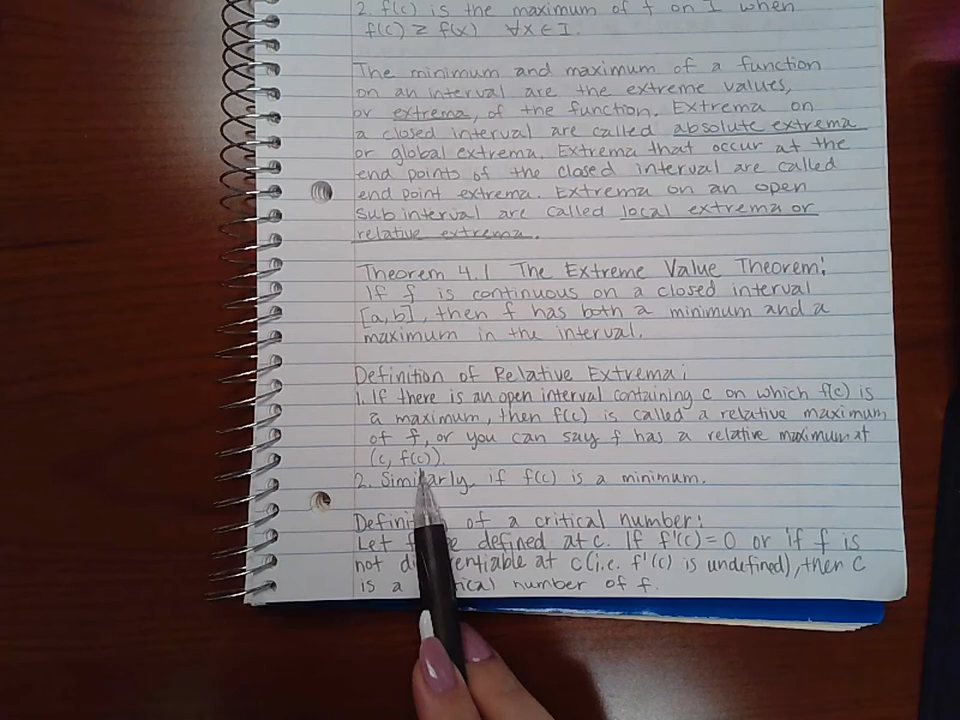 2. f(c) is the maximum of f on I when
f(c) ≥ f(x) ∀x ∈ I.
The minimum and maximum of a function
on an interval are the extreme values,
or extrema, of the function. Extrema on
a closed interval are called absolute extrema
or global extrema. Extrema that occur at the
end points of the closed interval are called
end point extrema. Extrema on an open
sub interval are called local extrema or
relative extrema.
Theorem 4.1 The Extreme Value Theorem:
If f is continuous on a closed interval
[a,b], then f has both a minimum and a
maximum in the interval.
Definition of Relative Extrema:
1. If there is an open interval containing c on which f(c) is
a maximum, then f(c) is called a relative maximum
of f, or you can say f has a relative maximum at
(c, f(c)).
2. Similarly if f(c) is a minimum.
of a critical number:
Let defined at c. If f'(c) = 0 or if f is
not at c (i.e. f'(c) is undefined), then c
is a number of f.